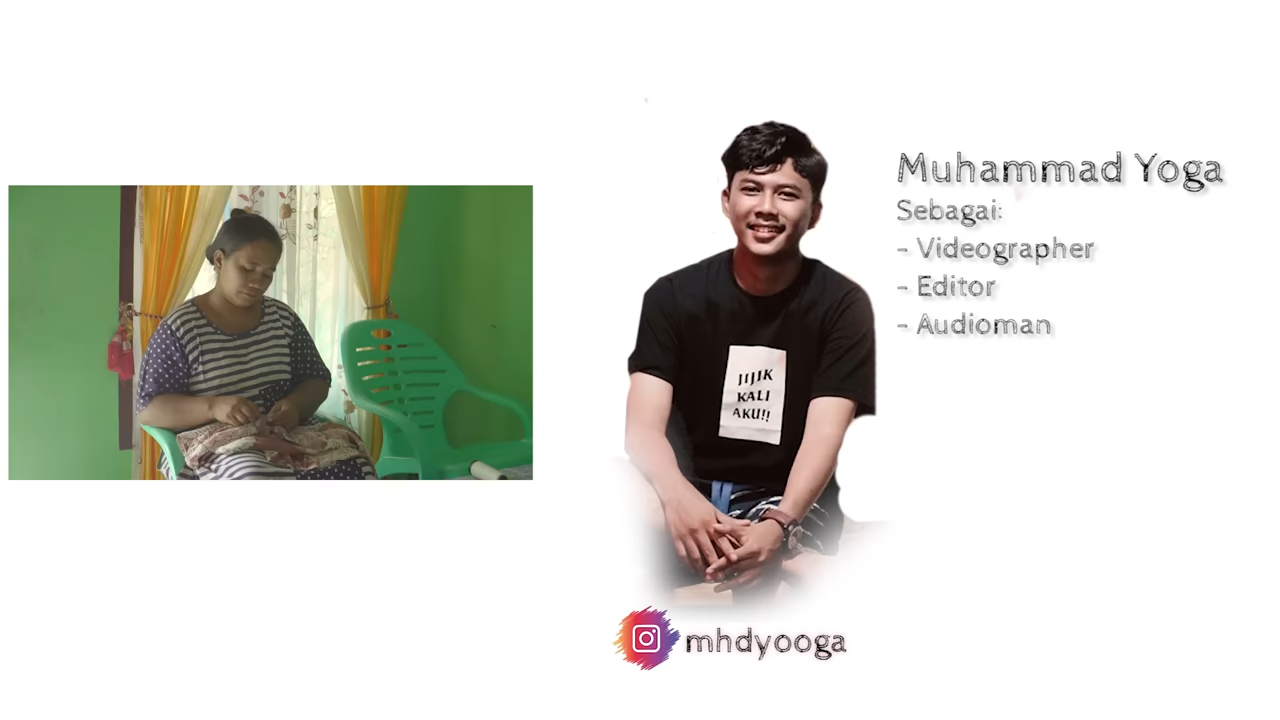 Muhammad Yoga
Sebagai:
- Videographer
- Editor
- Audioman
JIJIK
KALI
AKU!!
mhdyooga